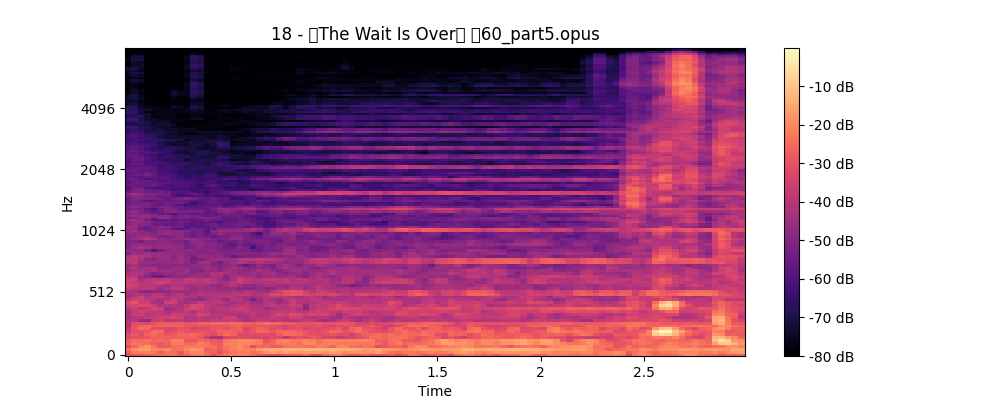 18 - The Wait Is Over 60_part5.opus
4096
2048
1024
512
0
Hz
0
0.5
1
1.5
2
2.5
Time
-10 dB
-20 dB
-30 dB
-40 dB
-50 dB
-60 dB
-70 dB
-80 dB